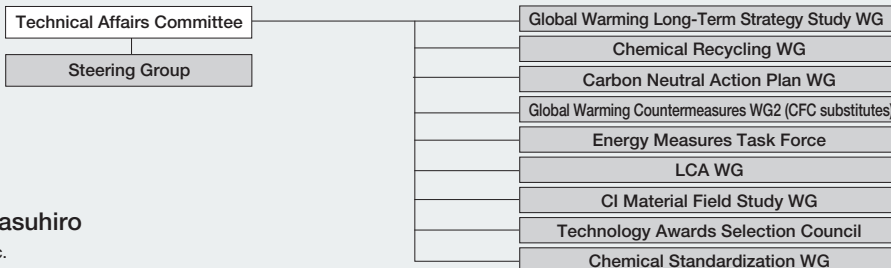 Technical Affairs Committee
Steering Group
Global Warming Long-Term Strategy Study WG
Chemical Recycling WG
Carbon Neutral Action Plan WG
Global Warming Countermeasures WG2 (CFC substitutes)
Energy Measures Task Force
LCA WG
CI Material Field Study WG
Technology Awards Selection Council
Chemical Standardization WG